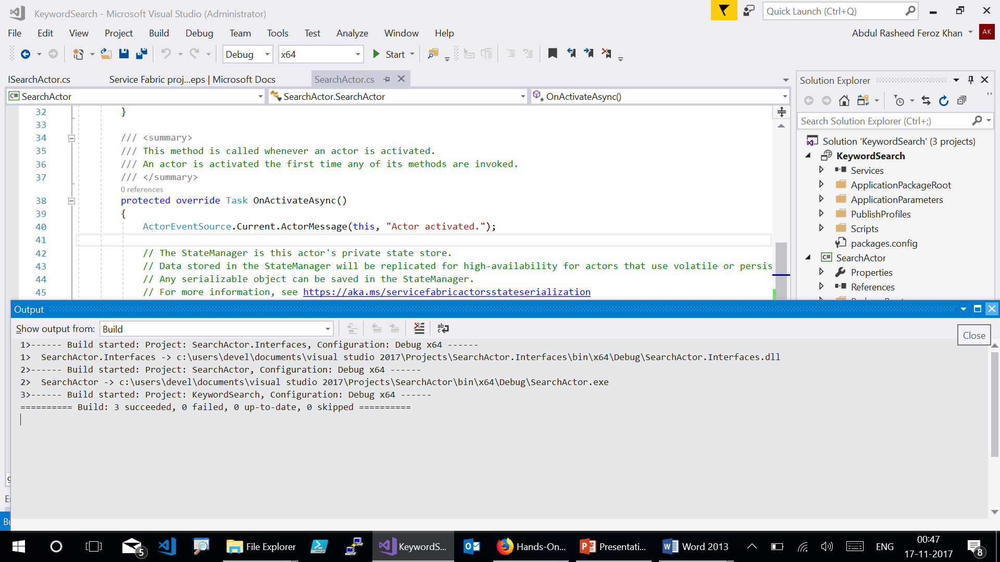 KeywordSearch - Microsoft Visual Studio (Administrator)
Quick Launch (Ctrl+Q)
File Edit View Project Build Debug Team Tools Test Analyze Window Help
Abdul Rasheed Feroz Khan AK
Debug x64 Start
ISearchActor.cs Service Fabric proj...eps | Microsoft Docs SearchActor.cs
C# SearchActor SearchActor.SearchActor OnActivateAsync()
32 }
33
34 /// <summary>
35 /// This method is called whenever an actor is activated.
36 /// An actor is activated the first time any of its methods are invoked.
37 /// </summary>
0 references
38 protected override Task OnActivateAsync()
39 {
40 ActorEventSource.Current.ActorMessage(this, "Actor activated.");
41
42 // The StateManager is this actor's private state store.
43 // Data stored in the StateManager will be replicated for high-availability for actors that use volatile or persis
44 // Any serializable object can be saved in the StateManager.
45 // For more information, see https://aka.ms/servicefabricactorsstateserialization
Solution Explorer
Search Solution Explorer (Ctrl+;)
Solution 'KeywordSearch' (3 projects)
KeywordSearch
Services
ApplicationPackageRoot
ApplicationParameters
PublishProfiles
Scripts
packages.config
C# SearchActor
Properties
References
Output
Show output from: Build
Close
1>------ Build started: Project: SearchActor.Interfaces, Configuration: Debug x64 ------
1>  SearchActor.Interfaces -> c:\users\devel\documents\visual studio 2017\Projects\SearchActor.Interfaces\bin\x64\Debug\SearchActor.Interfaces.dll
2>------ Build started: Project: SearchActor, Configuration: Debug x64 ------
2>  SearchActor -> c:\users\devel\documents\visual studio 2017\Projects\SearchActor\bin\x64\Debug\SearchActor.exe
3>------ Build started: Project: KeywordSearch, Configuration: Debug x64 ------
========== Build: 3 succeeded, 0 failed, 0 up-to-date, 0 skipped ==========
5 File Explorer KeywordS... Hands-On... Presentati... Word 2013 ENG 00:47
17-11-2017 8